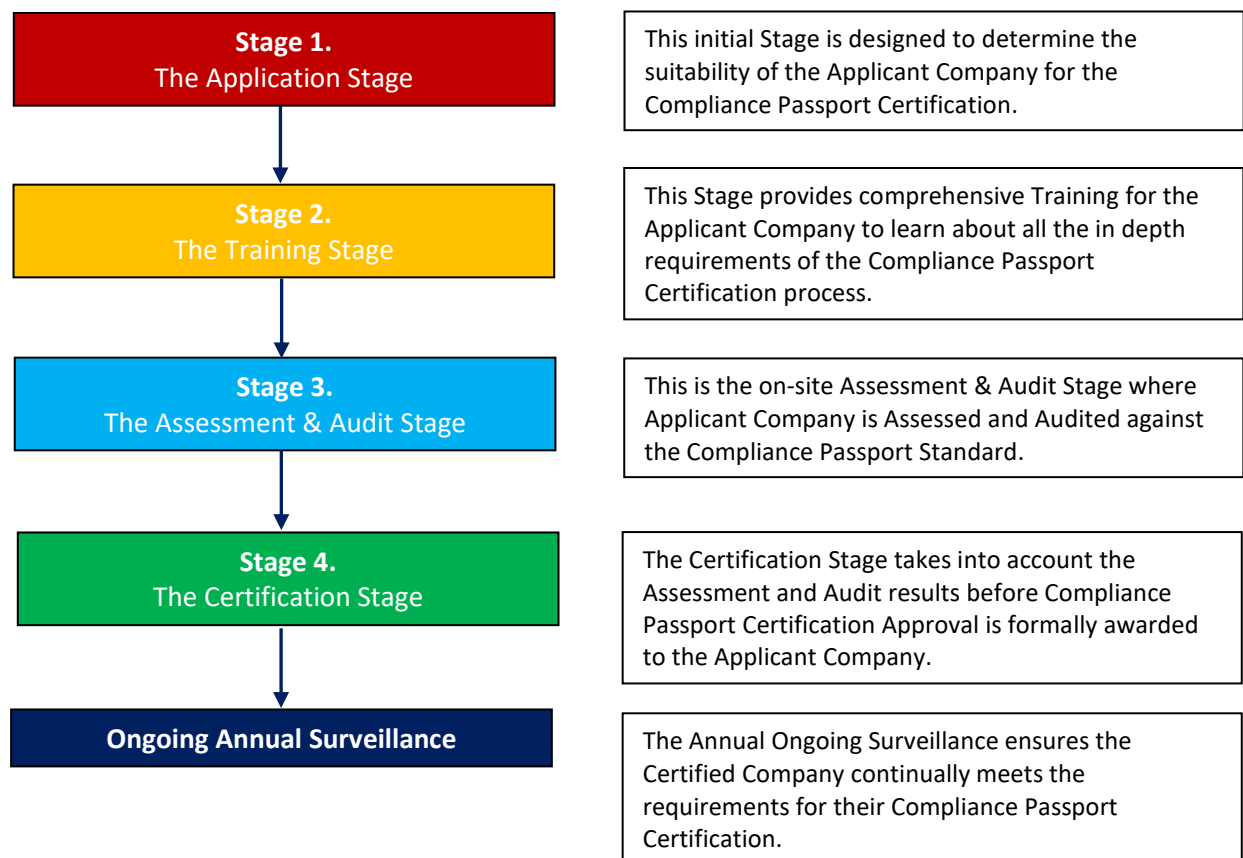 Stage 1.
The Application Stage
This initial Stage is designed to determine the
suitability of the Applicant Company for the
Compliance Passport Certification.
Stage 2.
The Training Stage
This Stage provides comprehensive Training for the
Applicant Company to learn about all the in depth
requirements of the Compliance Passport
Certification process.
Stage 3.
The Assessment & Audit Stage
This is the on-site Assessment & Audit Stage where
Applicant Company is Assessed and Audited against
the Compliance Passport Standard.
Stage 4.
The Certification Stage
The Certification Stage takes into account the
Assessment and Audit results before Compliance
Passport Certification Approval is formally awarded
to the Applicant Company.
Ongoing Annual Surveillance
The Annual Ongoing Surveillance ensures the
Certified Company continually meets the
requirements for their Compliance Passport
Certification.